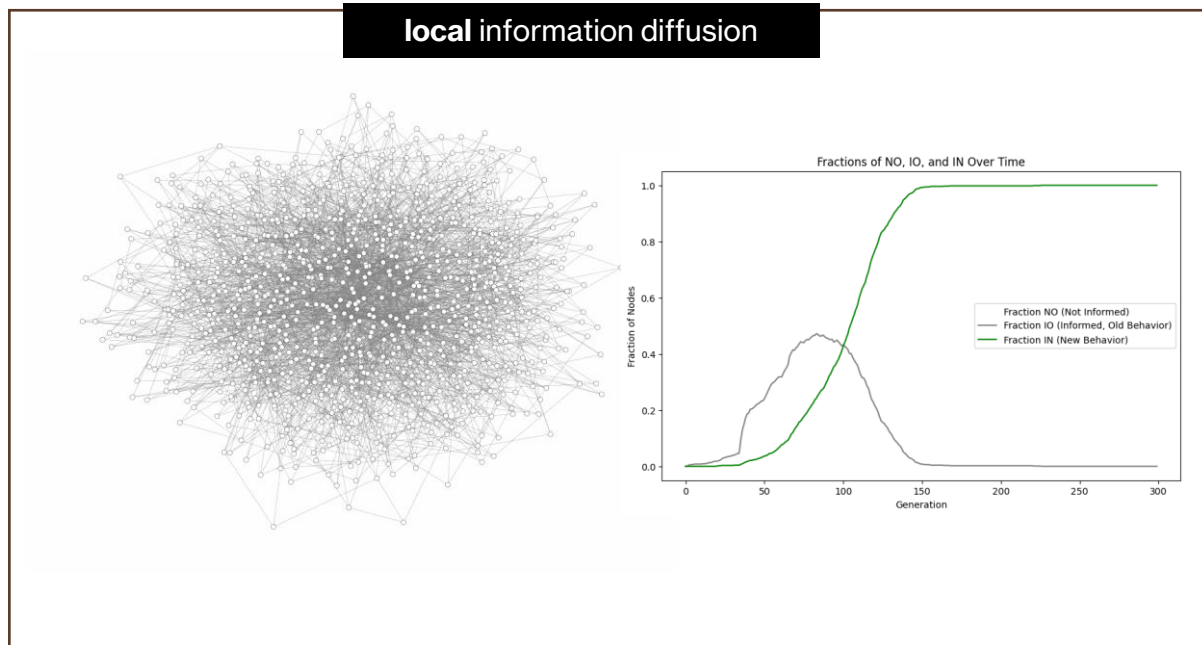 local information diffusion
Fractions of NO, IO, and IN Over Time
1.0
0.8
0.6
0.4
0.2
0.0
Fraction of Nodes
Fraction NO (Not Informed)
Fraction IO (Informed, Old Behavior)
Fraction IN (New Behavior)
0 50 100 150 200 250 300
Generation